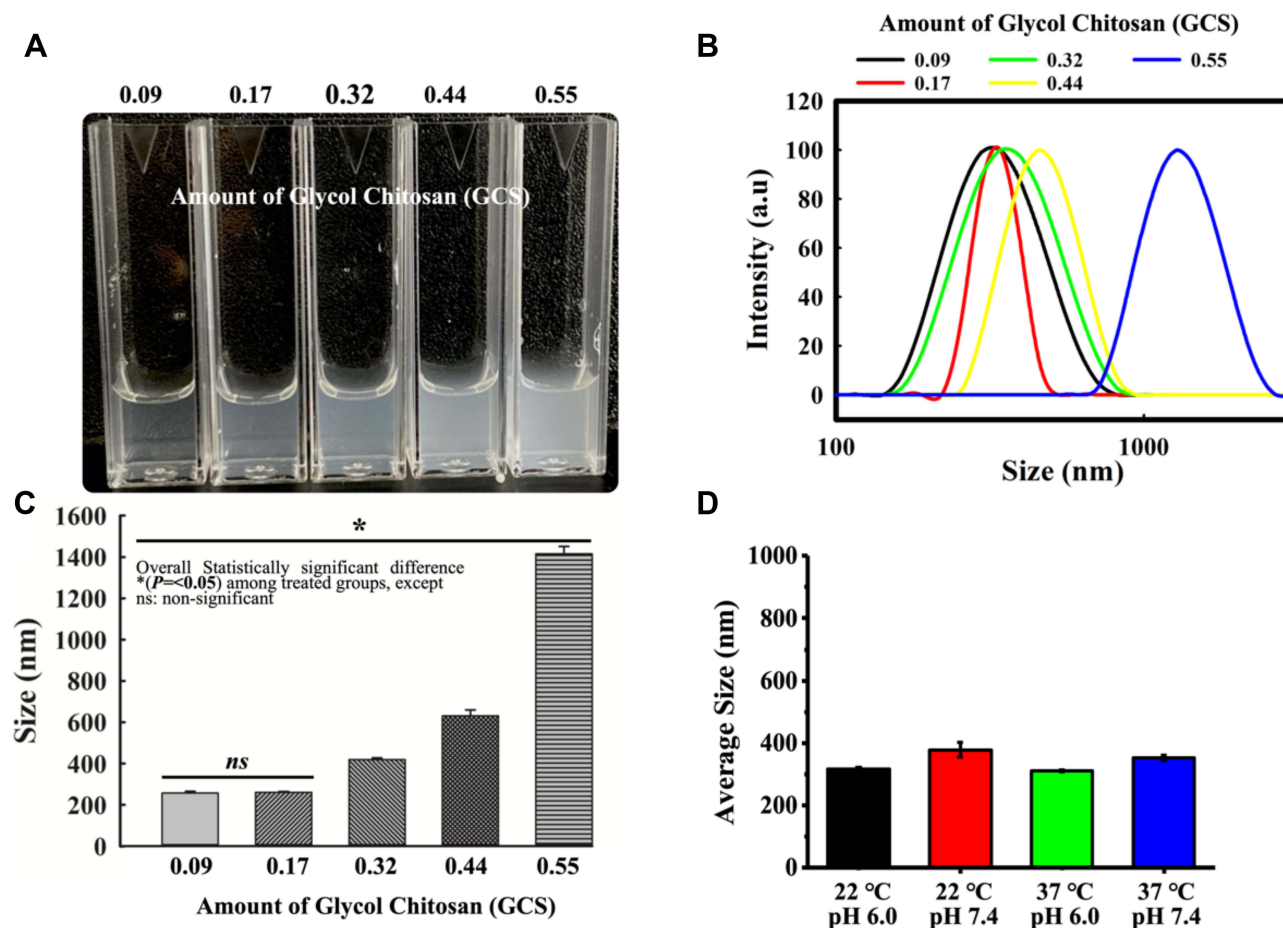 A
0.09 0.17 0.32 0.44 0.55
Amount of Glycol Chitosan (GCS)
B
Amount of Glycol Chitosan (GCS)
0.09 0.32 0.55
0.17 0.44
120
100
80
60
40
20
0
Intensity (a.u)
100 1000
Size (nm)
C
1600
1400
1200
1000
800
600
400
200
0
Size (nm)
*
Overall Statistically significant difference
*(P=<0.05) among treated groups, except
ns: non-significant
ns
0.09 0.17 0.32 0.44 0.55
Amount of Glycol Chitosan (GCS)
D
1000
800
600
400
200
0
Average Size (nm)
22 °C 22 °C 37 °C 37 °C
pH 6.0 pH 7.4 pH 6.0 pH 7.4